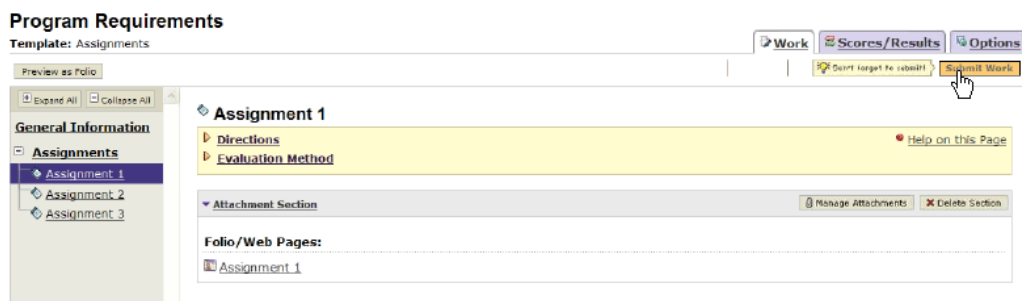 Program Requirements
Template: Assignments
Work Scores/Results Options
Preview as Folio
Don't forget to submit! Submit Work
Expand All Collapse All
Assignment 1
General Information
Directions Help on this Page
Evaluation Method
Assignments
Assignment 1
Assignment 2
Assignment 3
Attachment Section Manage Attachments Delete Section
Folio/Web Pages:
Assignment 1